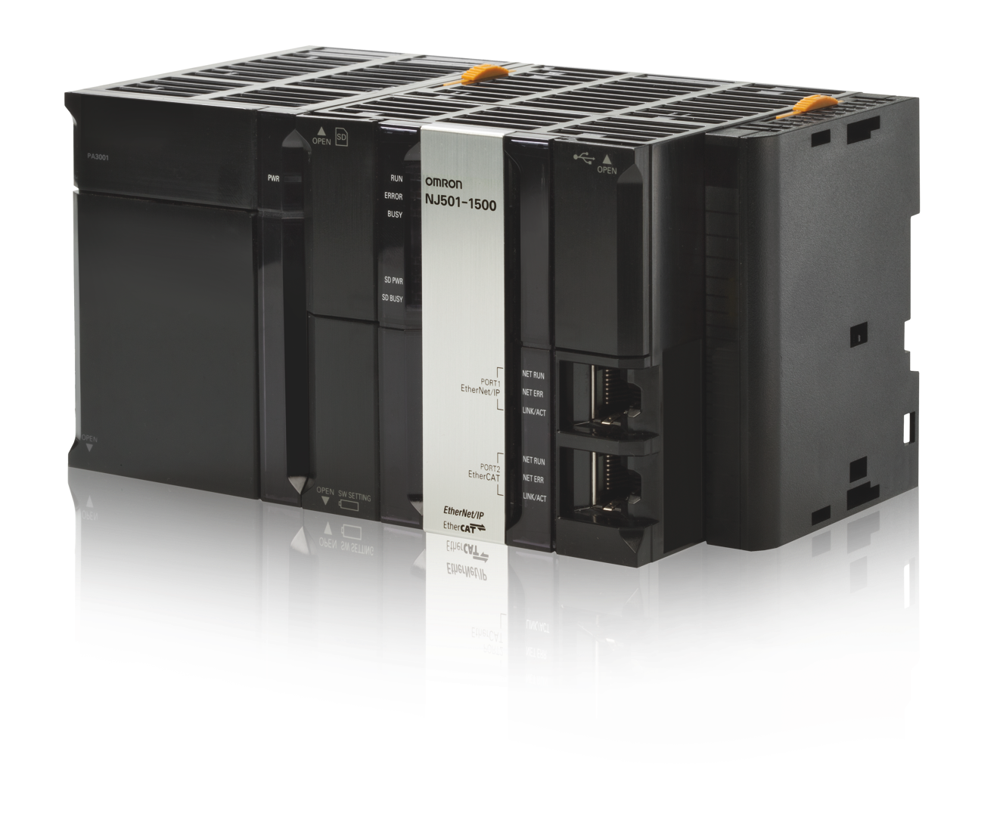 PA3001
OPEN
PWR
OPEN
SD
OPEN
SW SETTING
RUN
ERROR
BUSY
SD PWR
SD BUSY
OMRON
NJ501-1500
PORT1
EtherNet/IP
PORT2
EtherCAT
EtherNet/IP
EtherCAT
OPEN
NET RUN
NET ERR
LINK/ACT
NET RUN
NET ERR
LINK/ACT